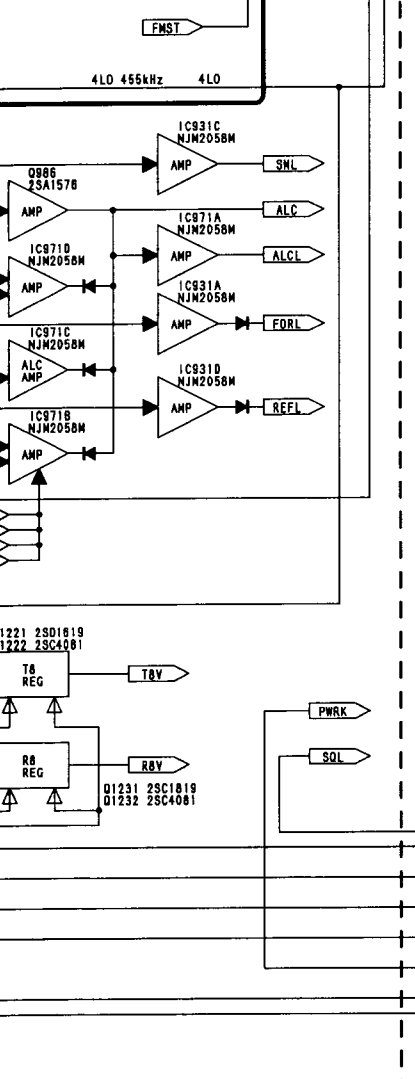 FMST
4LO 455kHz 4LO
IC931C
NJM2058M
AMP
SML
Q986
2SA1576
AMP
ALC
IC971A
NJM2058M
AMP
ALCL
IC971D
NJM2058M
AMP
IC931A
NJM2058M
AMP
FORL
IC971C
NJM2058M
ALC
AMP
IC931D
NJM2058M
AMP
REFL
IC971B
NJM2058M
AMP
1221 2SD1619
1222 2SC4081
T8
REG
T8V
PWRK
SQL
R8
REG
R8V
Q1231 2SC1819
Q1232 2SC4081